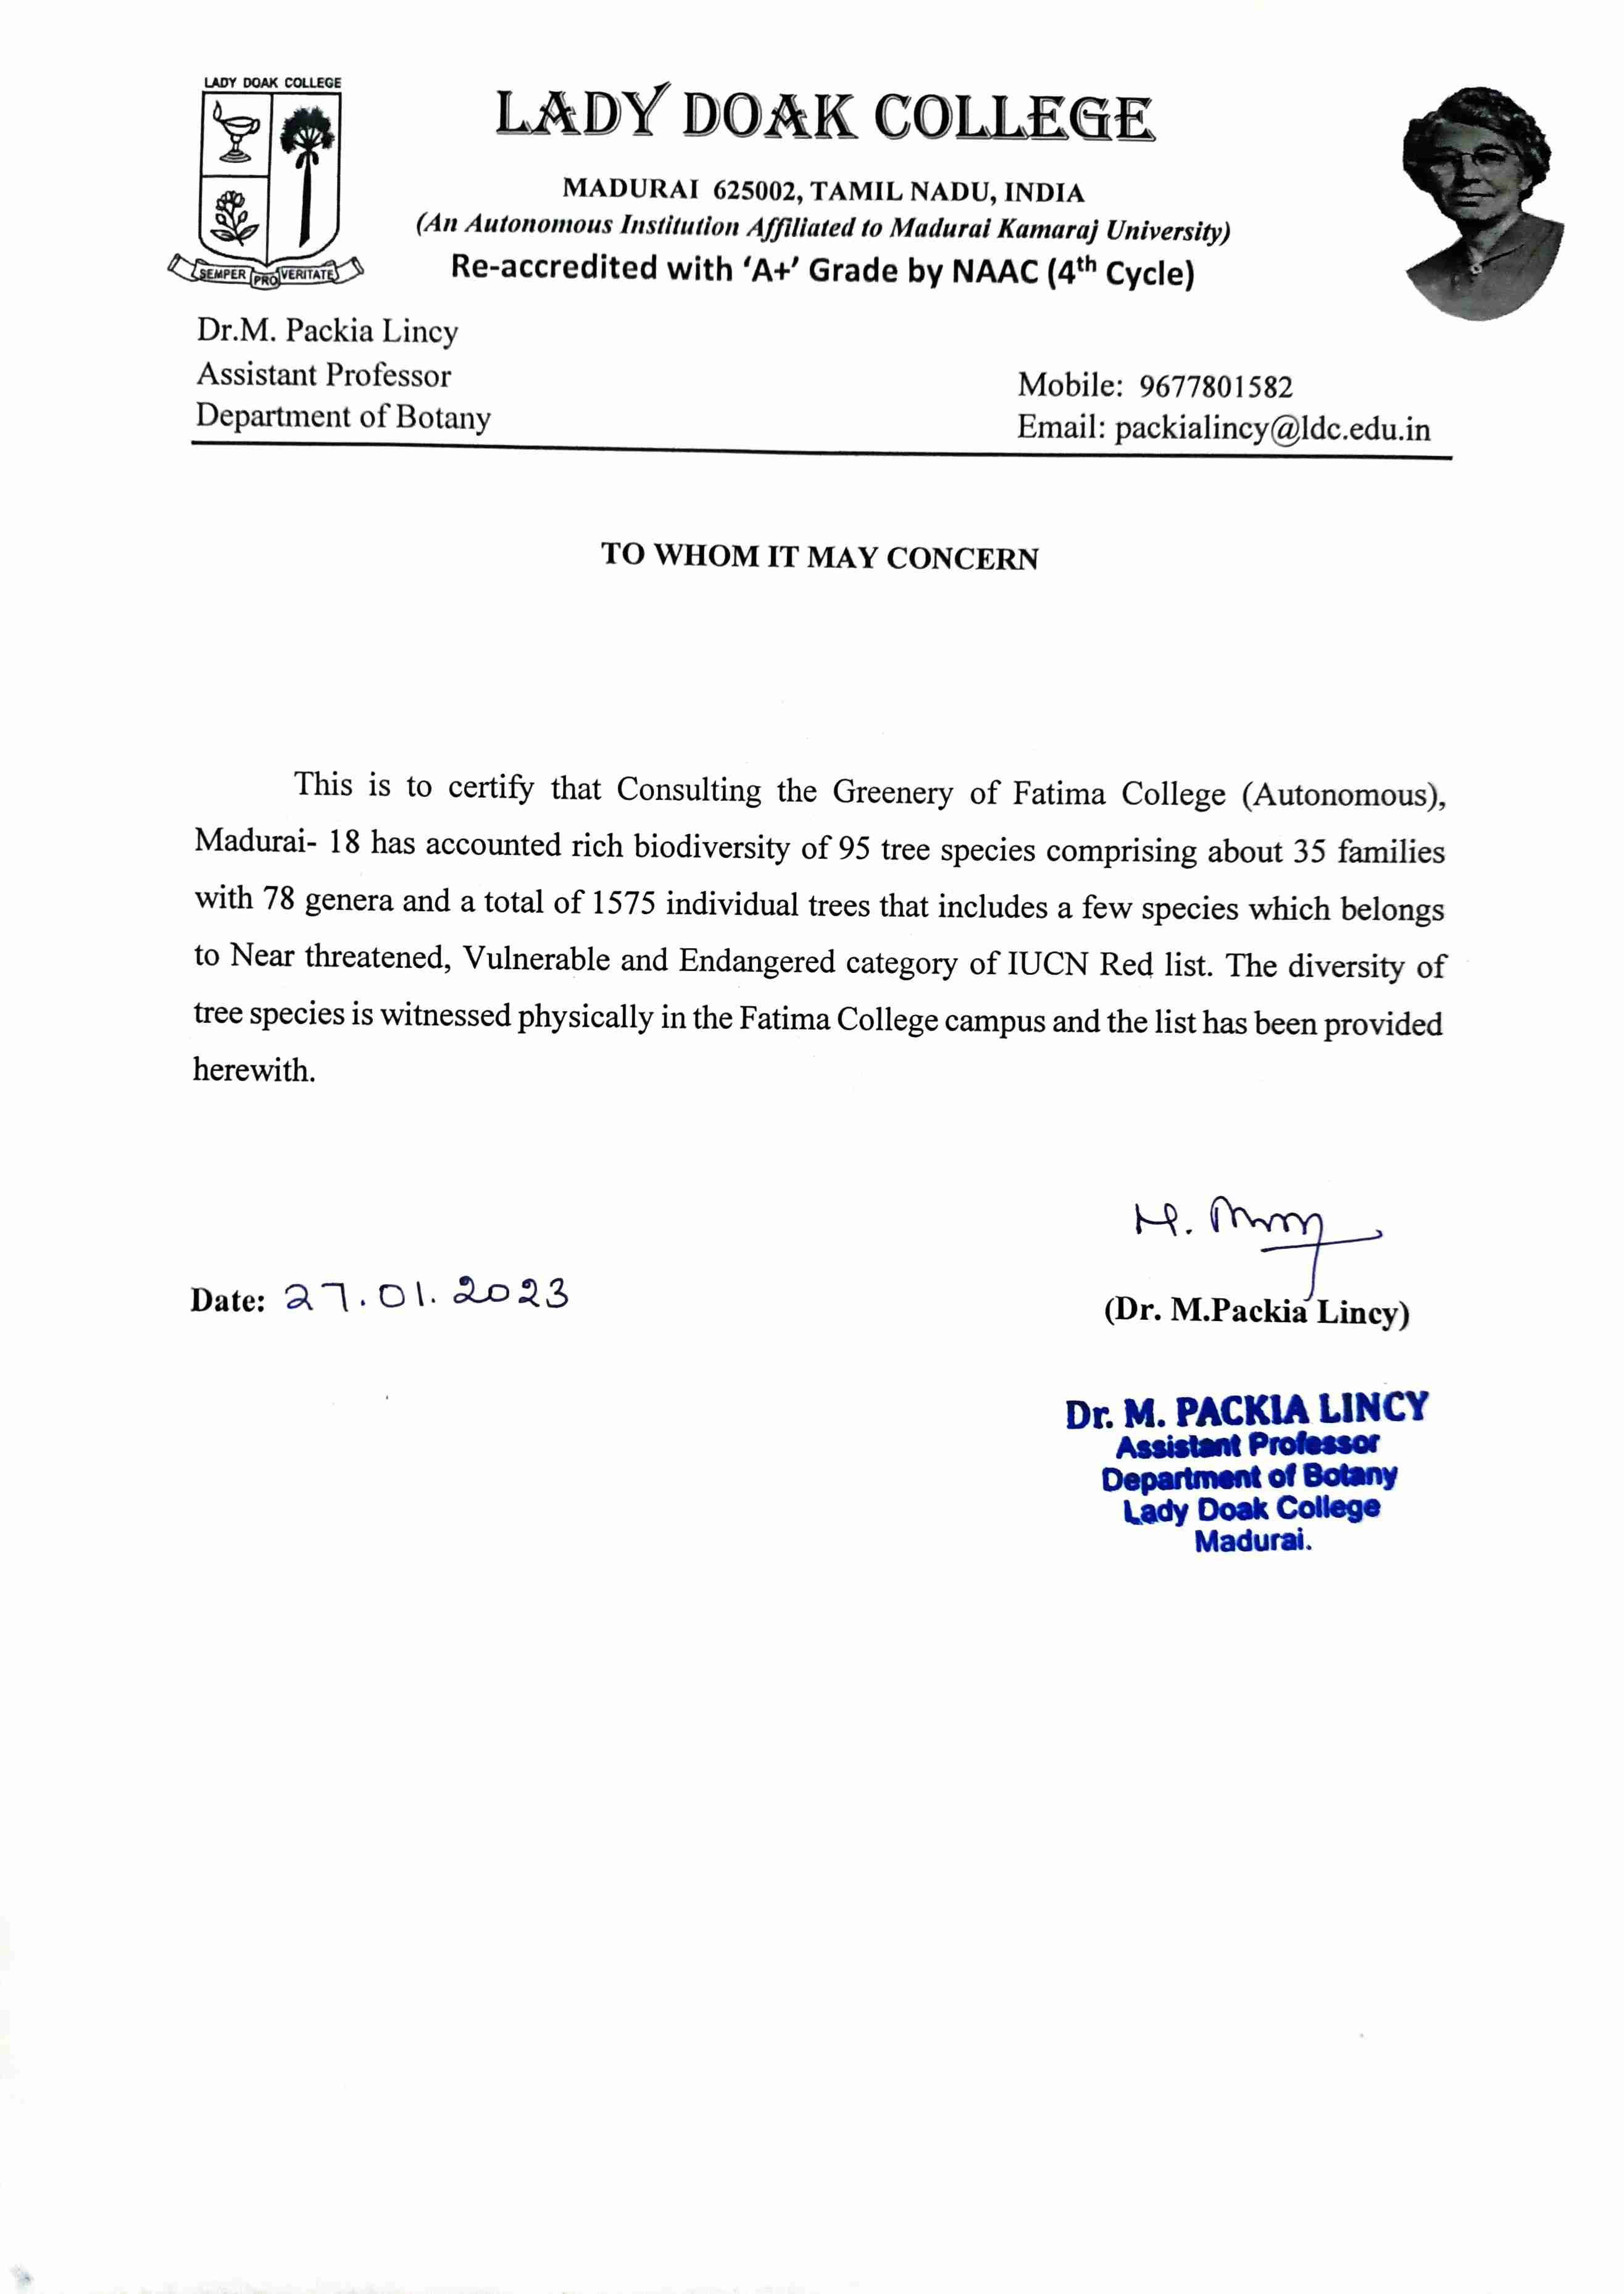 LADY DOAK COLLEGE
SEMPER PRO VERITATE
LADY DOAK COLLEGE
MADURAI 625002, TAMIL NADU, INDIA
(An Autonomous Institution Affiliated to Madurai Kamaraj University)
Re-accredited with ‘A+’ Grade by NAAC (4th Cycle)
Dr.M. Packia Lincy
Assistant Professor
Department of Botany
Mobile: 9677801582
Email: packialincy@ldc.edu.in
TO WHOM IT MAY CONCERN
This is to certify that Consulting the Greenery of Fatima College (Autonomous),
Madurai- 18 has accounted rich biodiversity of 95 tree species comprising about 35 families
with 78 genera and a total of 1575 individual trees that includes a few species which belongs
to Near threatened, Vulnerable and Endangered category of IUCN Red list. The diversity of
tree species is witnessed physically in the Fatima College campus and the list has been provided
herewith.
Date: 27.01.2023
(Dr. M.Packia Lincy)
Dr. M. PACKIA LINCY
Assistant Professor
Department of Botany
Lady Doak College
Madurai.